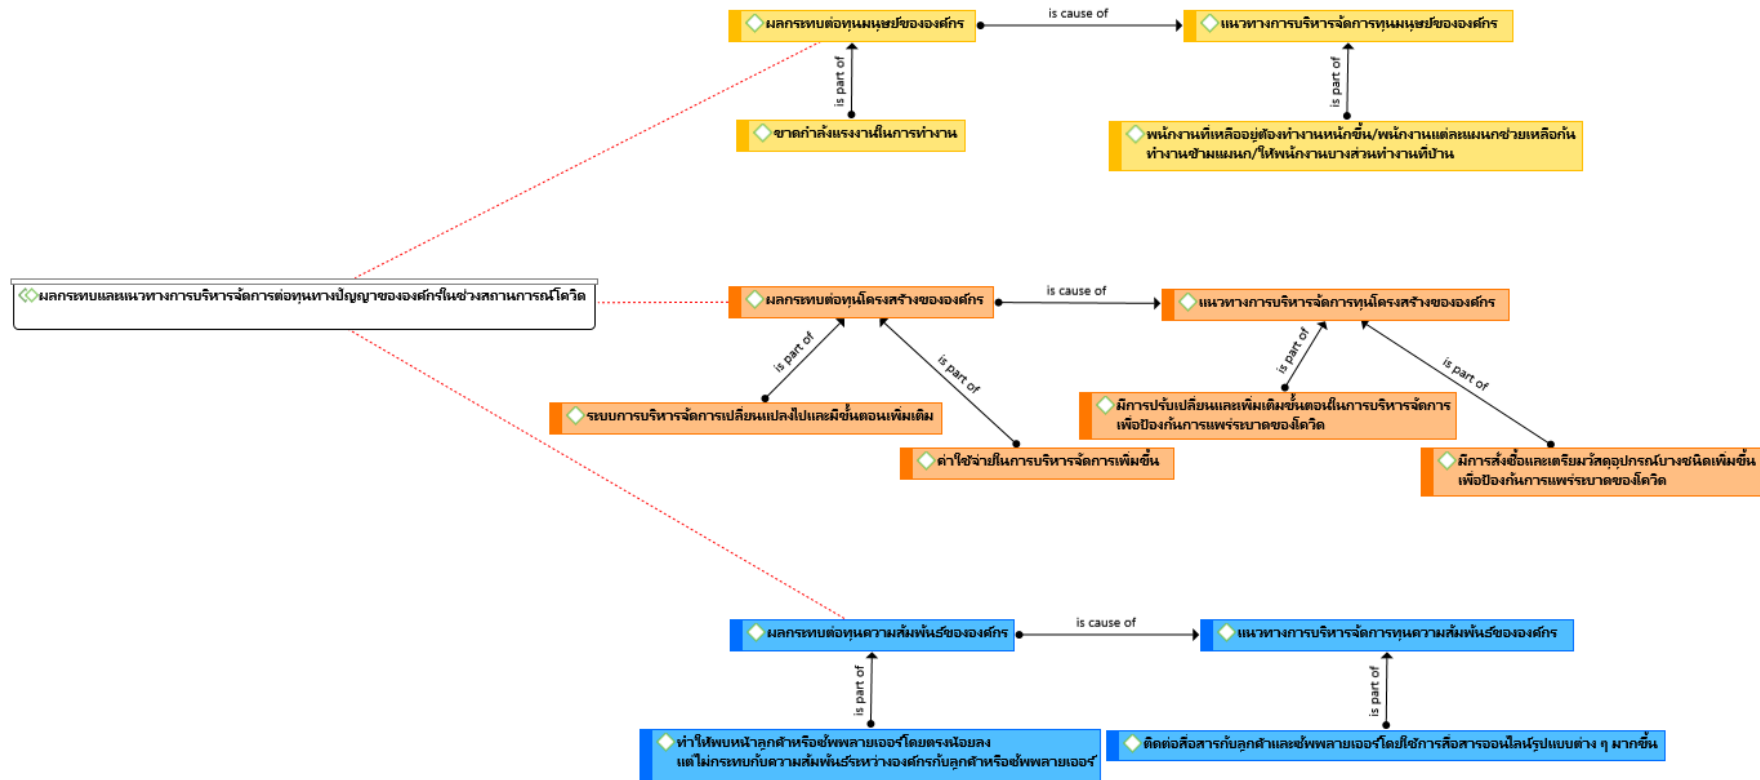 ผลกระทบต่อทุนมนุษย์ขององค์กร
is cause of
แนวทางการบริหารจัดการทุนมนุษย์ขององค์กร
is part of
is part of
ขาดกำลังแรงงานในการทำงาน
พนักงานที่เหลืออยู่ต้องทำงานหนักขึ้น/พนักงานแต่ละแผนกช่วยเหลือกัน
ทำงานข้ามแผนก/ให้พนักงานบางส่วนทำงานที่บ้าน
ผลกระทบและแนวทางการบริหารจัดการต่อทุนทางปัญญาขององค์กรในช่วงสถานการณ์โควิด
ผลกระทบต่อทุนโครงสร้างขององค์กร
is cause of
แนวทางการบริหารจัดการทุนโครงสร้างขององค์กร
is part of
is part of
is part of
is part of
ระบบการบริหารจัดการเปลี่ยนแปลงไปและมีขั้นตอนเพิ่มเติม
มีการปรับเปลี่ยนและเพิ่มเติมขั้นตอนในการบริหารจัดการ
เพื่อป้องกันการแพร่ระบาดของโควิด
ค่าใช้จ่ายในการบริหารจัดการเพิ่มขึ้น
มีการสั่งซื้อและเตรียมวัสดุอุปกรณ์บางชนิดเพิ่มขึ้น
เพื่อป้องกันการแพร่ระบาดของโควิด
ผลกระทบต่อทุนความสัมพันธ์ขององค์กร
is cause of
แนวทางการบริหารจัดการทุนความสัมพันธ์ขององค์กร
is part of
is part of
ทำให้พบหน้าลูกค้าหรือซัพพลายเออร์โดยตรงน้อยลง
แต่ไม่กระทบกับความสัมพันธ์ระหว่างองค์กรกับลูกค้าหรือซัพพลายเออร์
ติดต่อสื่อสารกับลูกค้าและซัพพลายเออร์โดยใช้การสื่อสารออนไลน์รูปแบบต่าง ๆ มากขึ้น